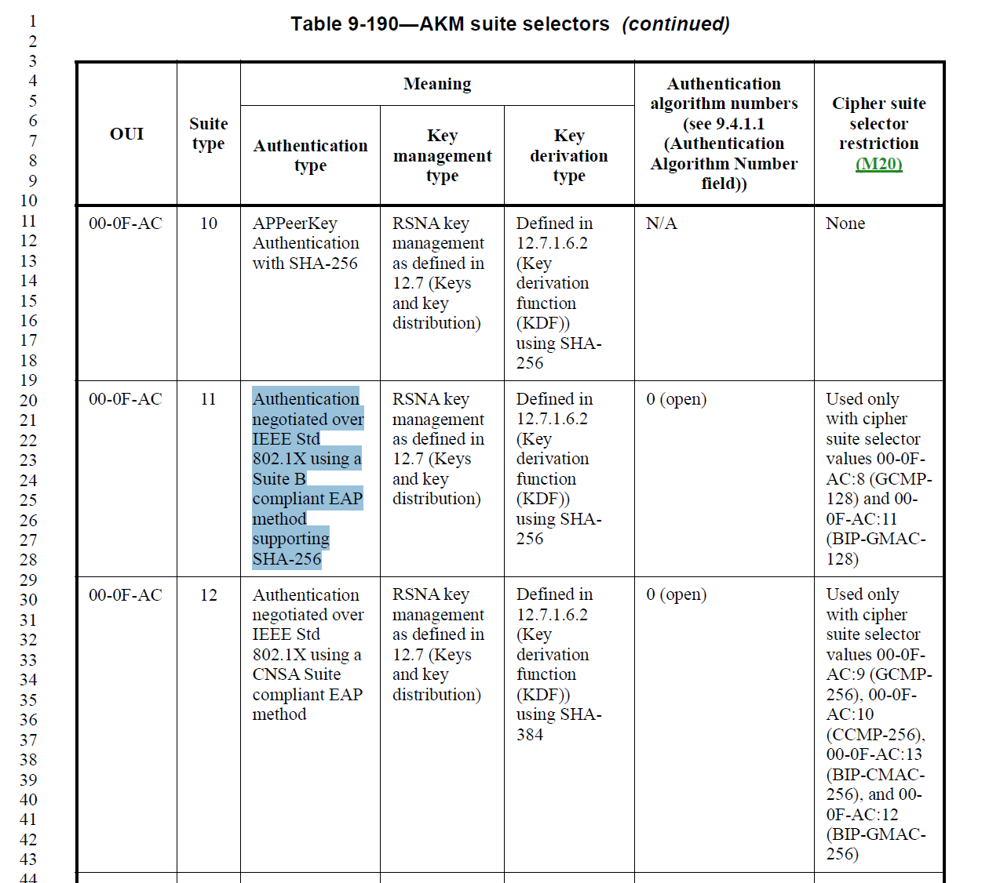 Table 9-190—AKM suite selectors (continued)
1
2
3
4
5
6
7
8
9
10
11
12
13
14
15
16
17
18
19
20
21
22
23
24
25
26
27
28
29
30
31
32
33
34
35
36
37
38
39
40
41
42
43
44
OUI
Suite
type
Meaning
Authentication
type
Key
management
type
Key
derivation
type
Authentication
algorithm numbers
(see 9.4.1.1
(Authentication
Algorithm Number
field))
Cipher suite
selector
restriction
(M20)
00-0F-AC
10
APPeerKey
Authentication
with SHA-256
RSNA key
management
as defined in
12.7 (Keys
and key
distribution)
Defined in
12.7.1.6.2
(Key
derivation
function
(KDF))
using SHA-
256
N/A
None
00-0F-AC
11
Authentication
negotiated over
IEEE Std
802.1X using a
Suite B
compliant EAP
method
supporting
SHA-256
RSNA key
management
as defined in
12.7 (Keys
and key
distribution)
Defined in
12.7.1.6.2
(Key
derivation
function
(KDF))
using SHA-
256
0 (open)
Used only
with cipher
suite selector
values 00-0F-
AC:8 (GCMP-
128) and 00-
0F-AC:11
(BIP-GMAC-
128)
00-0F-AC
12
Authentication
negotiated over
IEEE Std
802.1X using a
CNSA Suite
compliant EAP
method
RSNA key
management
as defined in
12.7 (Keys
and key
distribution)
Defined in
12.7.1.6.2
(Key
derivation
function
(KDF))
using SHA-
384
0 (open)
Used only
with cipher
suite selector
values 00-0F-
AC:9 (GCMP-
256), 00-0F-
AC:10
(CCMP-256),
00-0F-AC:13
(BIP-CMAC-
256), and 00-
0F-AC:12
(BIP-GMAC-
256)